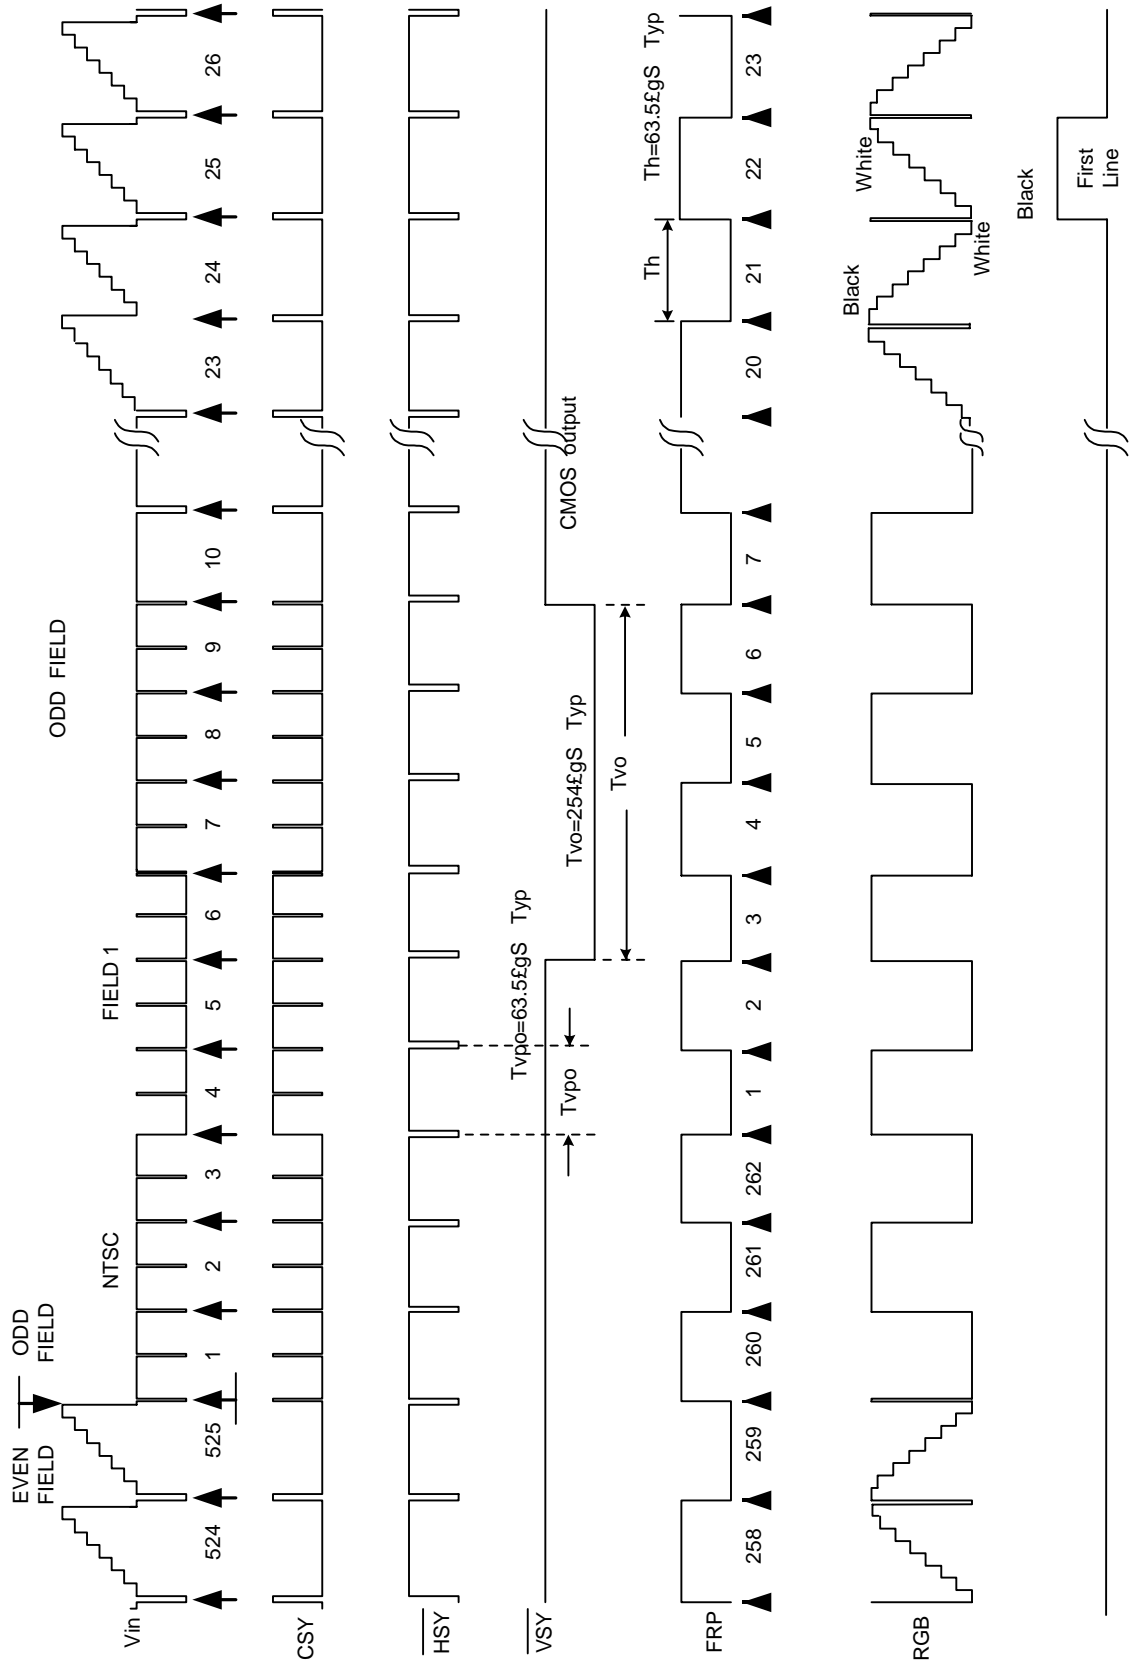 EVEN FIELD
ODD FIELD
NTSC
FIELD 1
ODD FIELD
Vin
524
525
1
2
3
4
5
6
7
8
9
10
23
24
25
26
CSY
HSY
Tvpo=63.5£gS Typ
Tvpo
VSY
CMOS output
Tvo=254£gS Typ
Tvo
Th=63.5£gS Typ
Th
FRP
258
259
260
261
262
1
2
3
4
5
6
7
20
21
22
23
RGB
Black
White
White
Black
First Line